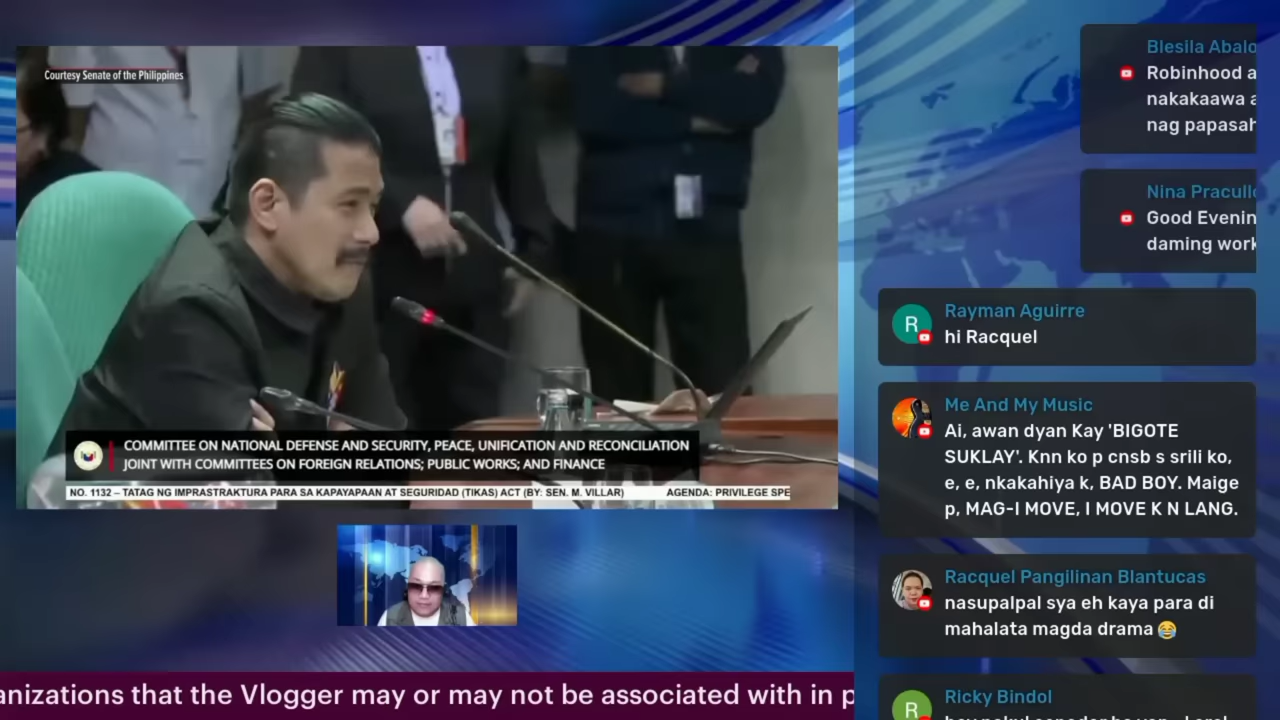 Courtesy Senate of the Philippines
COMMITTEE ON NATIONAL DEFENSE AND SECURITY, PEACE, UNIFICATION AND RECONCILIATION
JOINT WITH COMMITTEES ON FOREIGN RELATIONS; PUBLIC WORKS; AND FINANCE
NO. 1132 – TATAG NG IMPRASTRAKTURA PARA SA KAPAYAPAAN AT SEGURIDAD (TIKAS) ACT (BY: SEN. M. VILLAR) AGENDA: PRIVILEGE SPE
anizations that the Vlogger may or may not be associated with in p
Blesila Abalo
Robinhood a
nakakaawa a
nag papasah
Nina Pracullo
Good Evenin
daming work
R
Rayman Aguirre
hi Racquel
Me And My Music
Ai, awan dyan Kay 'BIGOTE
SUKLAY'. Knn ko p cnsb s srili ko,
e, e, nkakahiya k, BAD BOY. Maige
p, MAG-I MOVE, I MOVE K N LANG.
Racquel Pangilinan Blantucas
nasupalpal sya eh kaya para di
mahalata magda drama 😂
R
Ricky Bindol